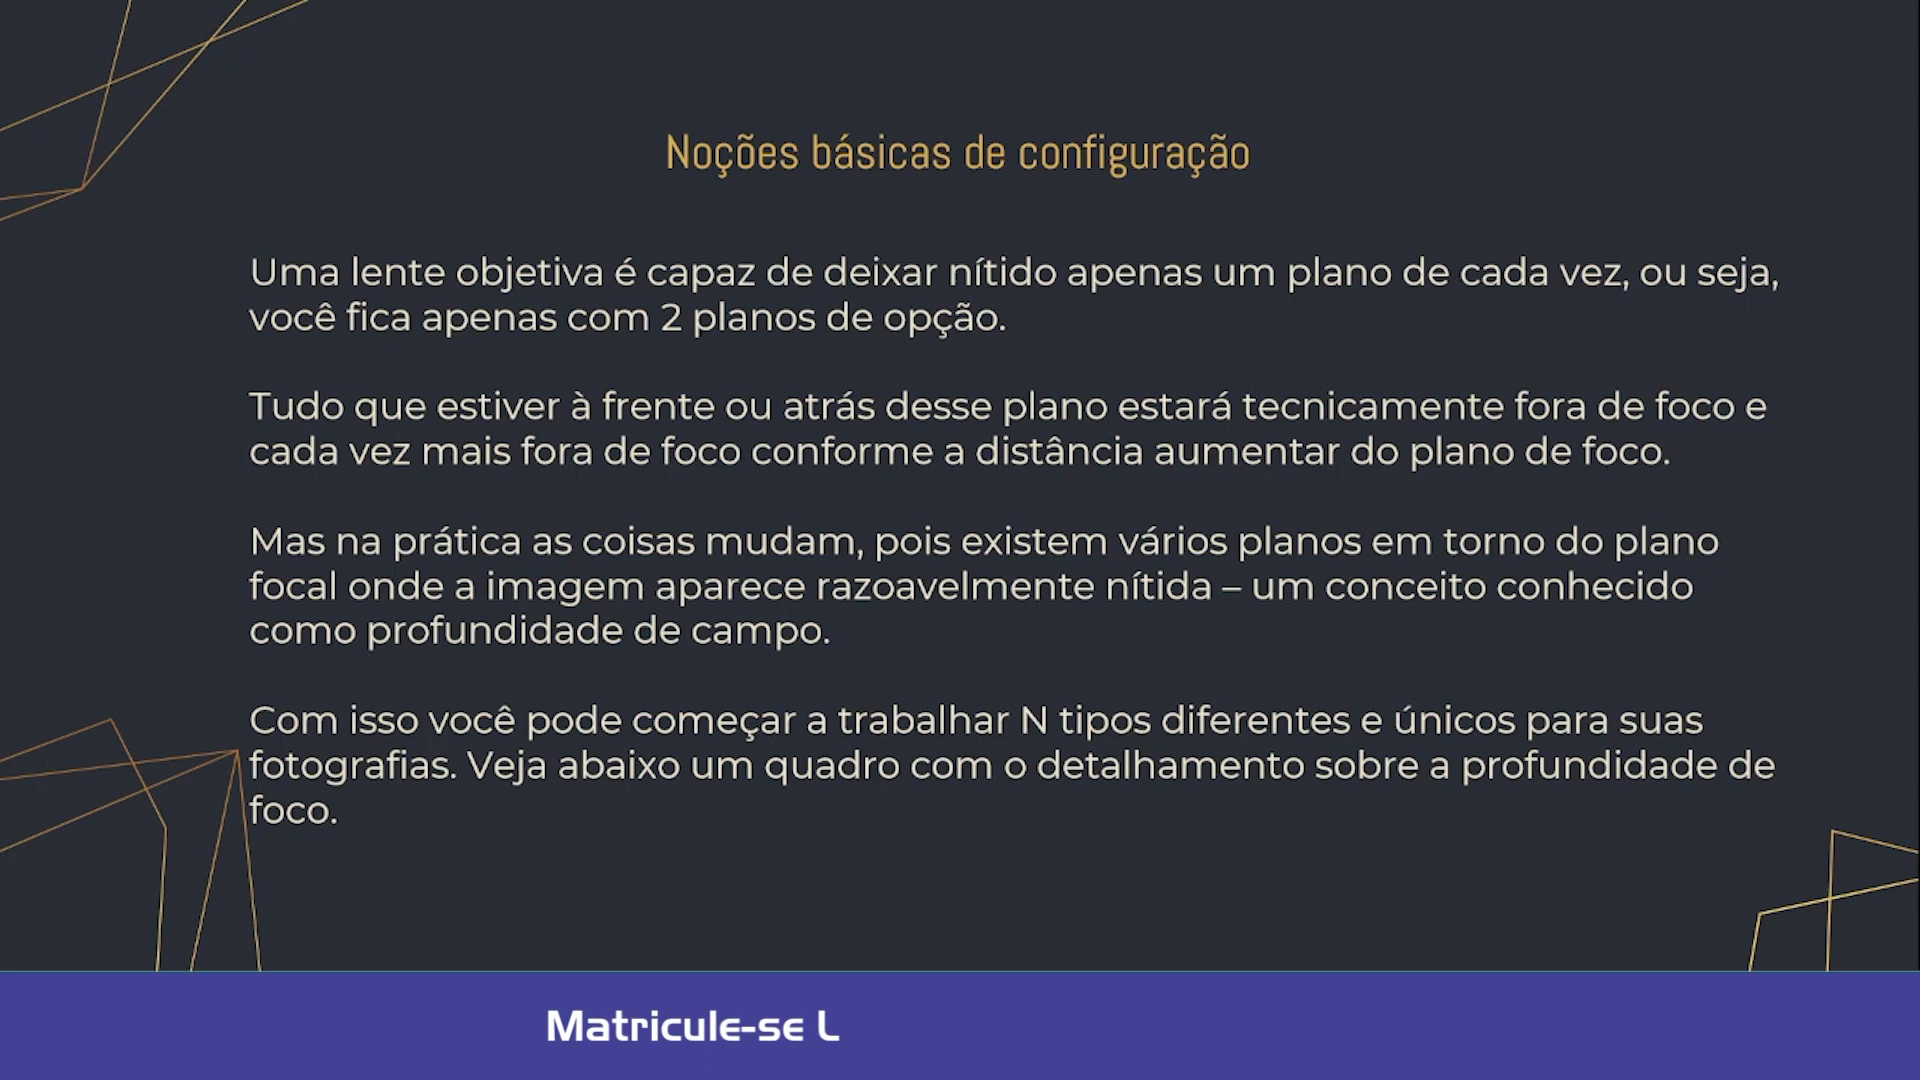 Noções básicas de configuração
Uma lente objetiva é capaz de deixar nítido apenas um plano de cada vez, ou seja,
você fica apenas com 2 planos de opção.
Tudo que estiver à frente ou atrás desse plano estará tecnicamente fora de foco e
cada vez mais fora de foco conforme a distância aumentar do plano de foco.
Mas na prática as coisas mudam, pois existem vários planos em torno do plano
focal onde a imagem aparece razoavelmente nítida – um conceito conhecido
como profundidade de campo.
Com isso você pode começar a trabalhar N tipos diferentes e únicos para suas
fotografias. Veja abaixo um quadro com o detalhamento sobre a profundidade de
foco.
Matricule-se L